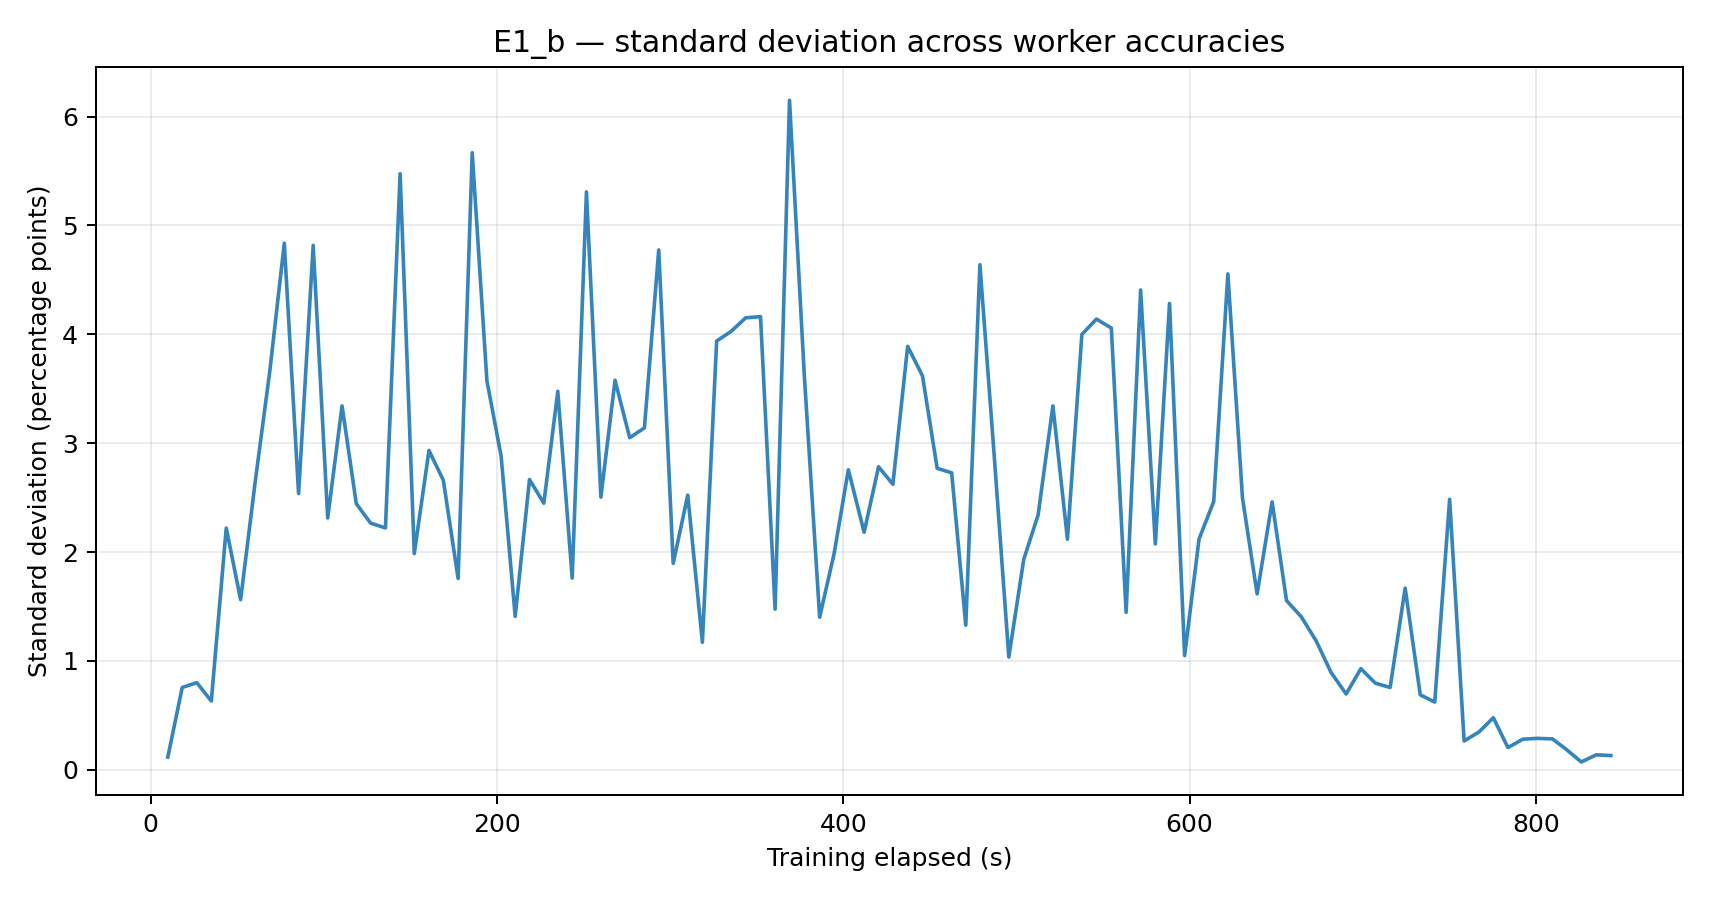 E1_b — standard deviation across worker accuracies
Standard deviation (percentage points)
6
5
4
3
2
1
0
0 200 400 600 800
Training elapsed (s)